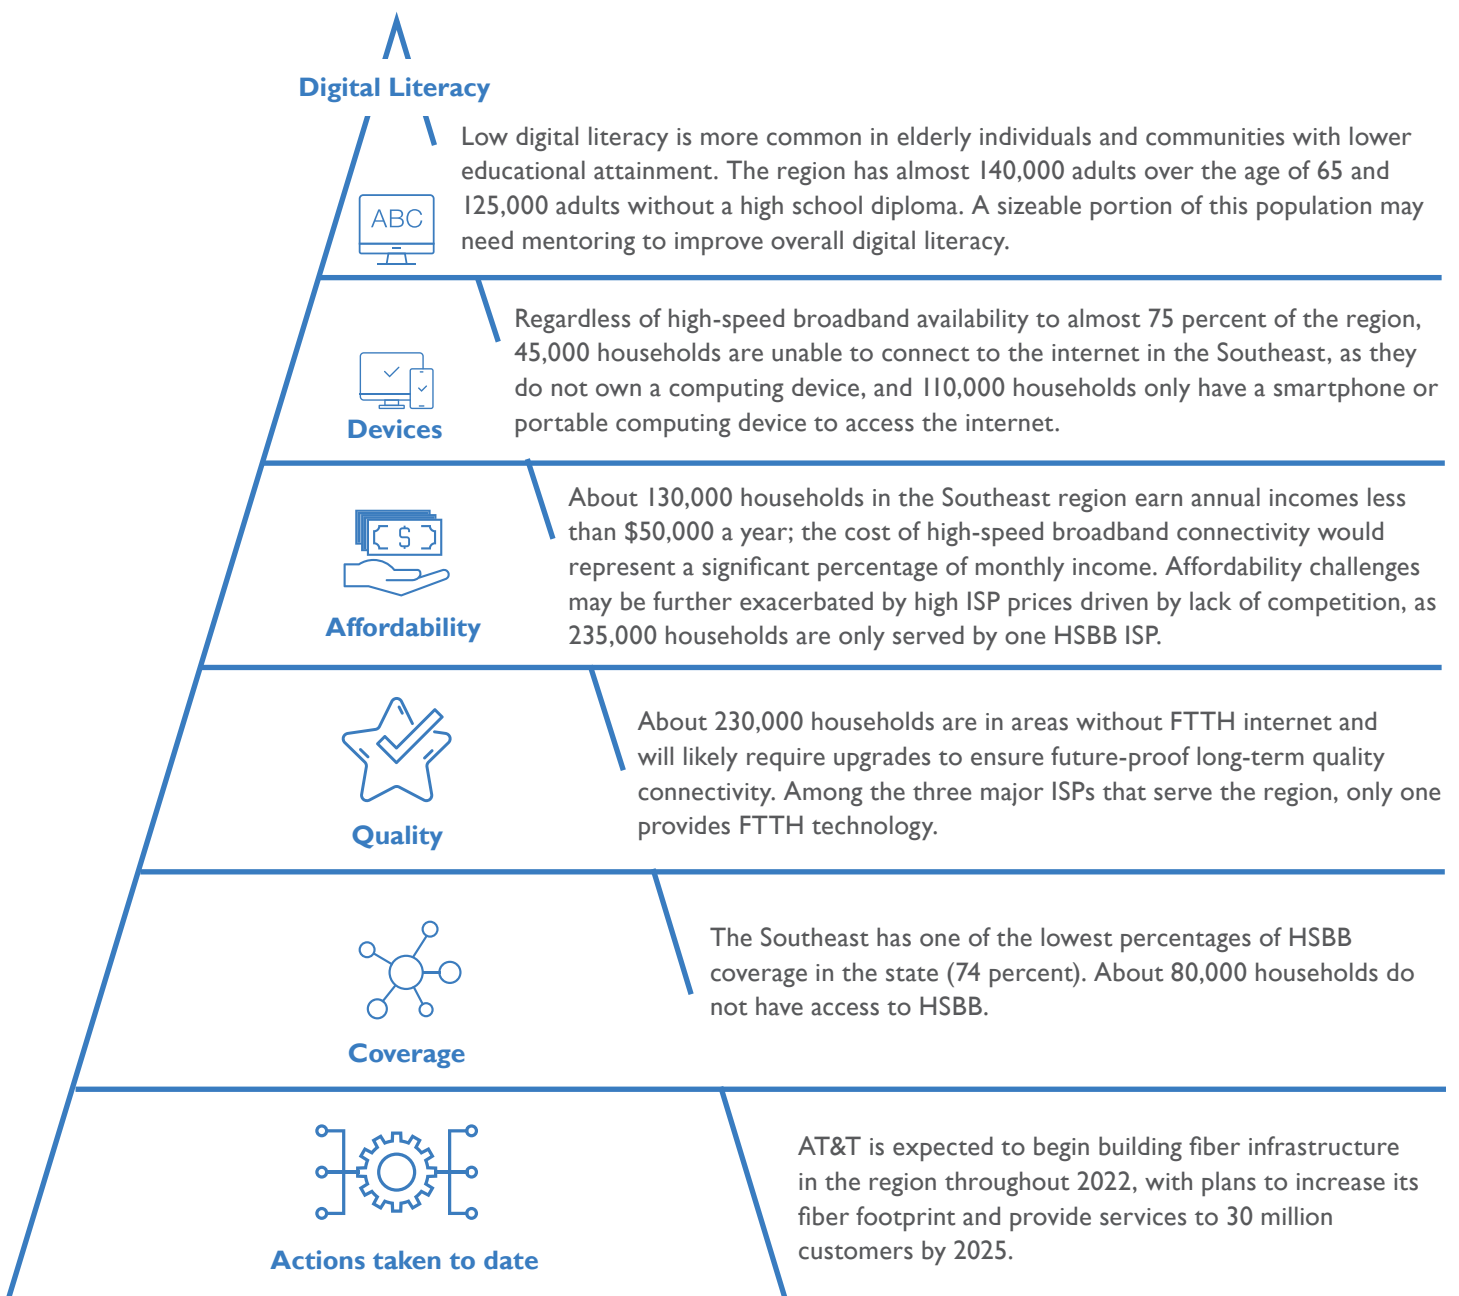 Digital Literacy
Low digital literacy is more common in elderly individuals and communities with lower
educational attainment. The region has almost 140,000 adults over the age of 65 and
125,000 adults without a high school diploma. A sizeable portion of this population may
need mentoring to improve overall digital literacy.
ABC
Regardless of high-speed broadband availability to almost 75 percent of the region,
45,000 households are unable to connect to the internet in the Southeast, as they
do not own a computing device, and 110,000 households only have a smartphone or
portable computing device to access the internet.
Devices
About 130,000 households in the Southeast region earn annual incomes less
than $50,000 a year; the cost of high-speed broadband connectivity would
represent a significant percentage of monthly income. Affordability challenges
may be further exacerbated by high ISP prices driven by lack of competition, as
235,000 households are only served by one HSBB ISP.
$
Affordability
About 230,000 households are in areas without FTTH internet and
will likely require upgrades to ensure future-proof long-term quality
connectivity. Among the three major ISPs that serve the region, only one
provides FTTH technology.
Quality
The Southeast has one of the lowest percentages of HSBB
coverage in the state (74 percent). About 80,000 households do
not have access to HSBB.
Coverage
AT&T is expected to begin building fiber infrastructure
in the region throughout 2022, with plans to increase its
fiber footprint and provide services to 30 million
customers by 2025.
Actions taken to date